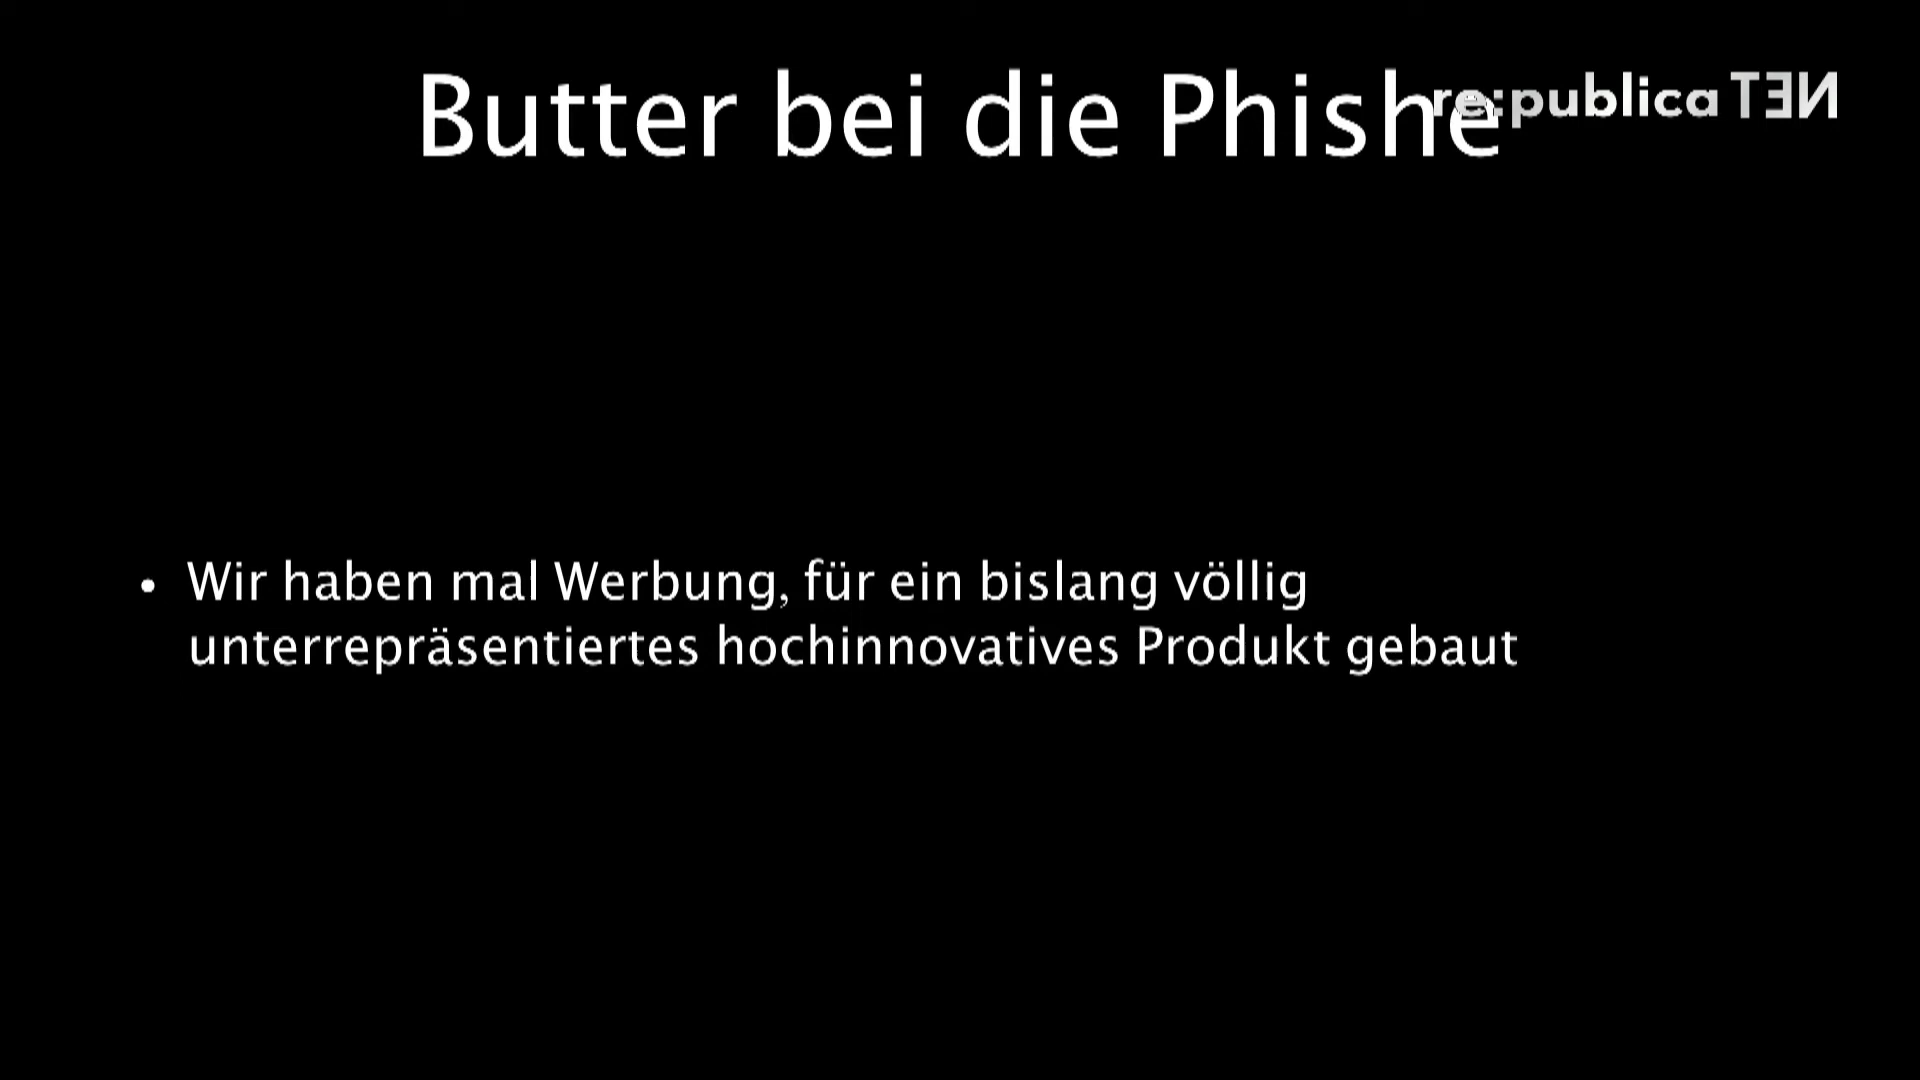 Butter bei die Phishe
re:publica TEN
• Wir haben mal Werbung, für ein bislang völlig
unterrepräsentiertes hochinnovatives Produkt gebaut